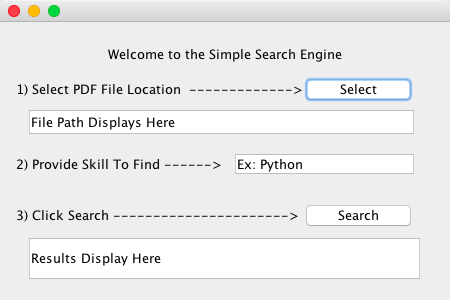 Welcome to the Simple Search Engine
1) Select PDF File Location -------------> Select
File Path Displays Here
2) Provide Skill To Find ------> Ex: Python
3) Click Search ----------------------> Search
Results Display Here